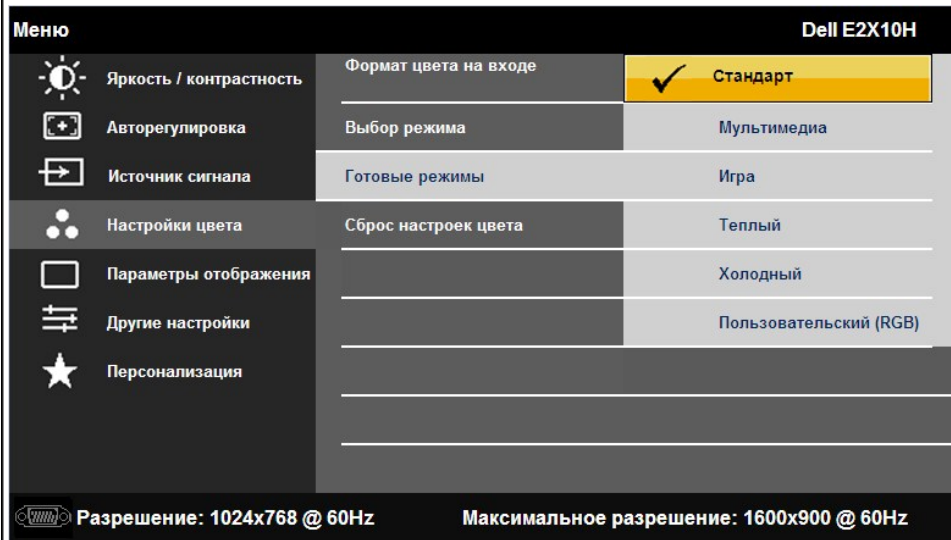 Меню
Dell E2X10H
Яркость / контрастность
Авторегулировка
Источник сигнала
Настройки цвета
Параметры отображения
Другие настройки
Персонализация
Формат цвета на входе
Выбор режима
Готовые режимы
Сброс настроек цвета
Стандарт
Мультимедиа
Игра
Теплый
Холодный
Пользовательский (RGB)
Разрешение: 1024x768 @ 60Hz
Максимальное разрешение: 1600x900 @ 60Hz